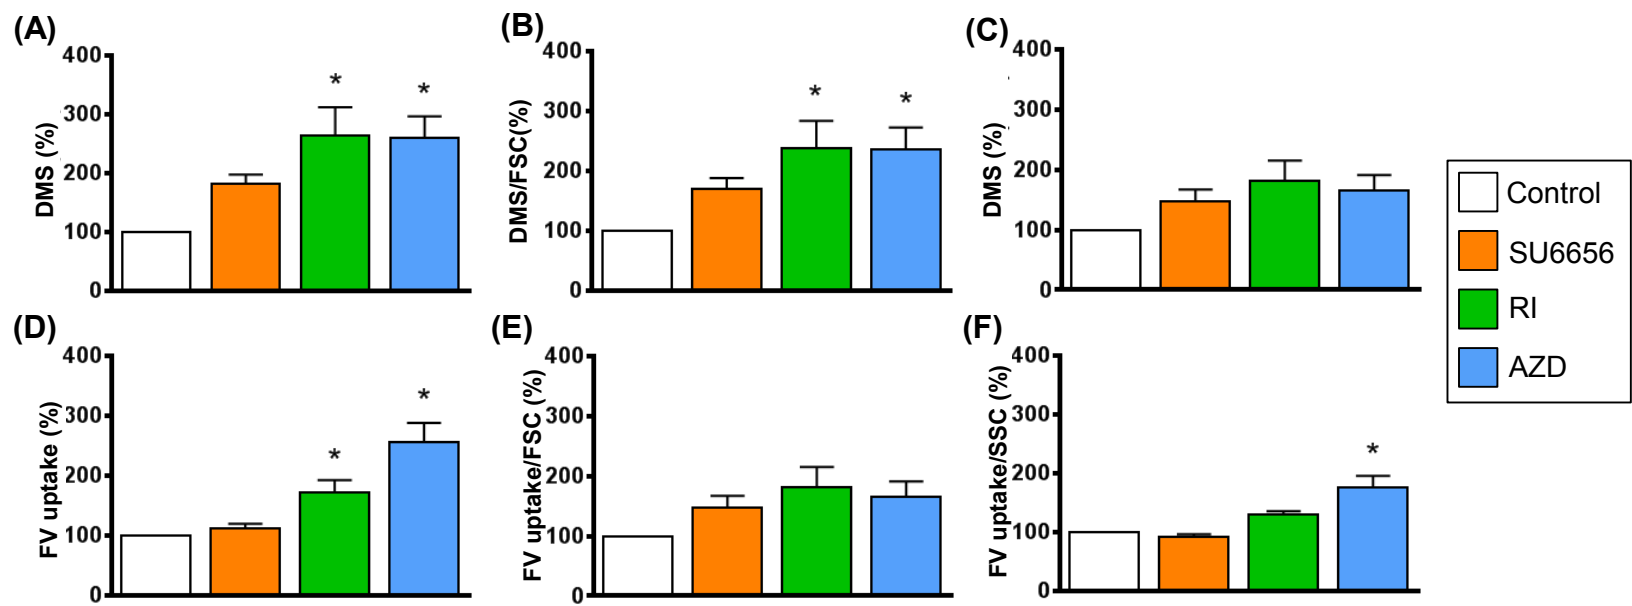 (A)
400
300
200
100
0
DMS (%)
*
*
(B)
400
300
200
100
0
DMS/FSC(%)
*
*
(C)
400
300
200
100
0
DMS (%)
Control
SU6656
RI
AZD
(D)
400
300
200
100
0
FV uptake (%)
*
*
(E)
400
300
200
100
0
FV uptake/FSC (%)
(F)
400
300
200
100
0
FV uptake/SSC (%)
*